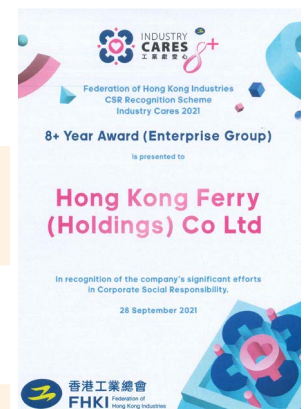 INDUSTRY
CARES 8+
工業獻愛心
Federation of Hong Kong Industries
CSR Recognition Scheme
Industry Cares 2021
8+ Year Award (Enterprise Group)
is presented to
Hong Kong Ferry
(Holdings) Co Ltd
In recognition of the company's significant efforts
in Corporate Social Responsibility.
28 September 2021
香港工業總會
FHKI Federation of
Hong Kong Industries